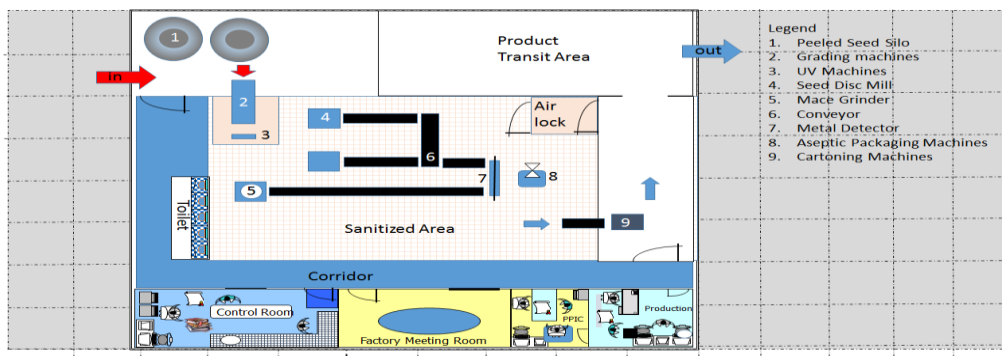 1
In
2
3
Product
Transit Area
out
Air
lock
4
6
7
8
5
9
Toilet
Sanitized Area
Corridor
Control Room
Factory Meeting Room
PPIC
Production
Legend
1. Peeled Seed Silo
2. Grading machines
3. UV Machines
4. Seed Disc Mill
5. Mace Grinder
6. Conveyor
7. Metal Detector
8. Aseptic Packaging Machines
9. Cartoning Machines